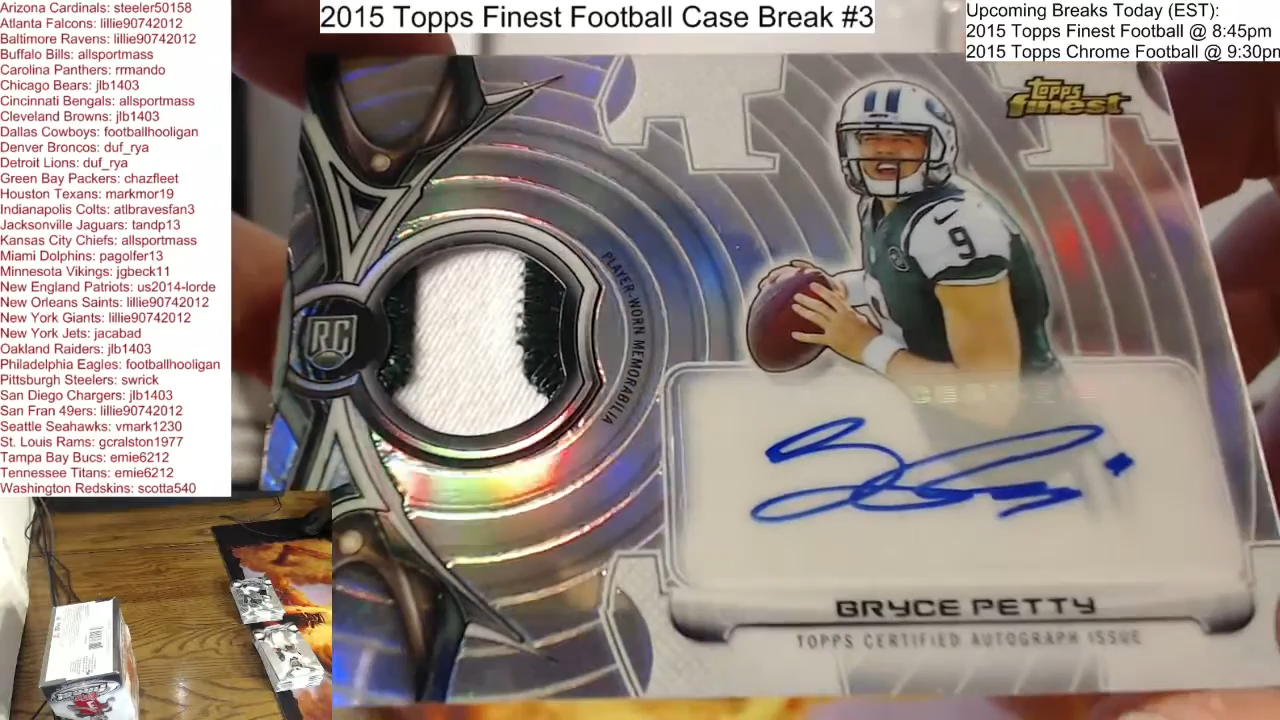 Arizona Cardinals: steeler50158
Atlanta Falcons: lillie90742012
Baltimore Ravens: lillie90742012
Buffalo Bills: allsportmass
Carolina Panthers: rrmando
Chicago Bears: jlb1403
Cincinnati Bengals: allsportmass
Cleveland Browns: jlb1403
Dallas Cowboys: footballhooligan
Denver Broncos: duf_rya
Detroit Lions: duf_rya
Green Bay Packers: chazfleet
Houston Texans: markmor19
Indianapolis Colts: atlbravesfan3
Jacksonville Jaguars: tandp13
Kansas City Chiefs: allsportmass
Miami Dolphins: pagolfer13
Minnesota Vikings: jgbeck11
New England Patriots: us2014-lorde
New Orleans Saints: lillie90742012
New York Giants: lillie90742012
New York Jets: jacabad
Oakland Raiders: jlb1403
Philadelphia Eagles: footballhooligan
Pittsburgh Steelers: swrick
San Diego Chargers: jlb1403
San Fran 49ers: lillie90742012
Seattle Seahawks: vmark1230
St. Louis Rams: gcralston1977
Tampa Bay Bucs: emie6212
Tennessee Titans: emie6212
Washington Redskins: scotta540
2015 Topps Finest Football Case Break #3
Upcoming Breaks Today (EST):
2015 Topps Finest Football @ 8:45pm
2015 Topps Chrome Football @ 9:30pm
Topps
finest
9
RC
PLAYER-WORN MEMORABILIA
BRYCE PETTY
TOPPS CERTIFIED AUTOGRAPH ISSUE